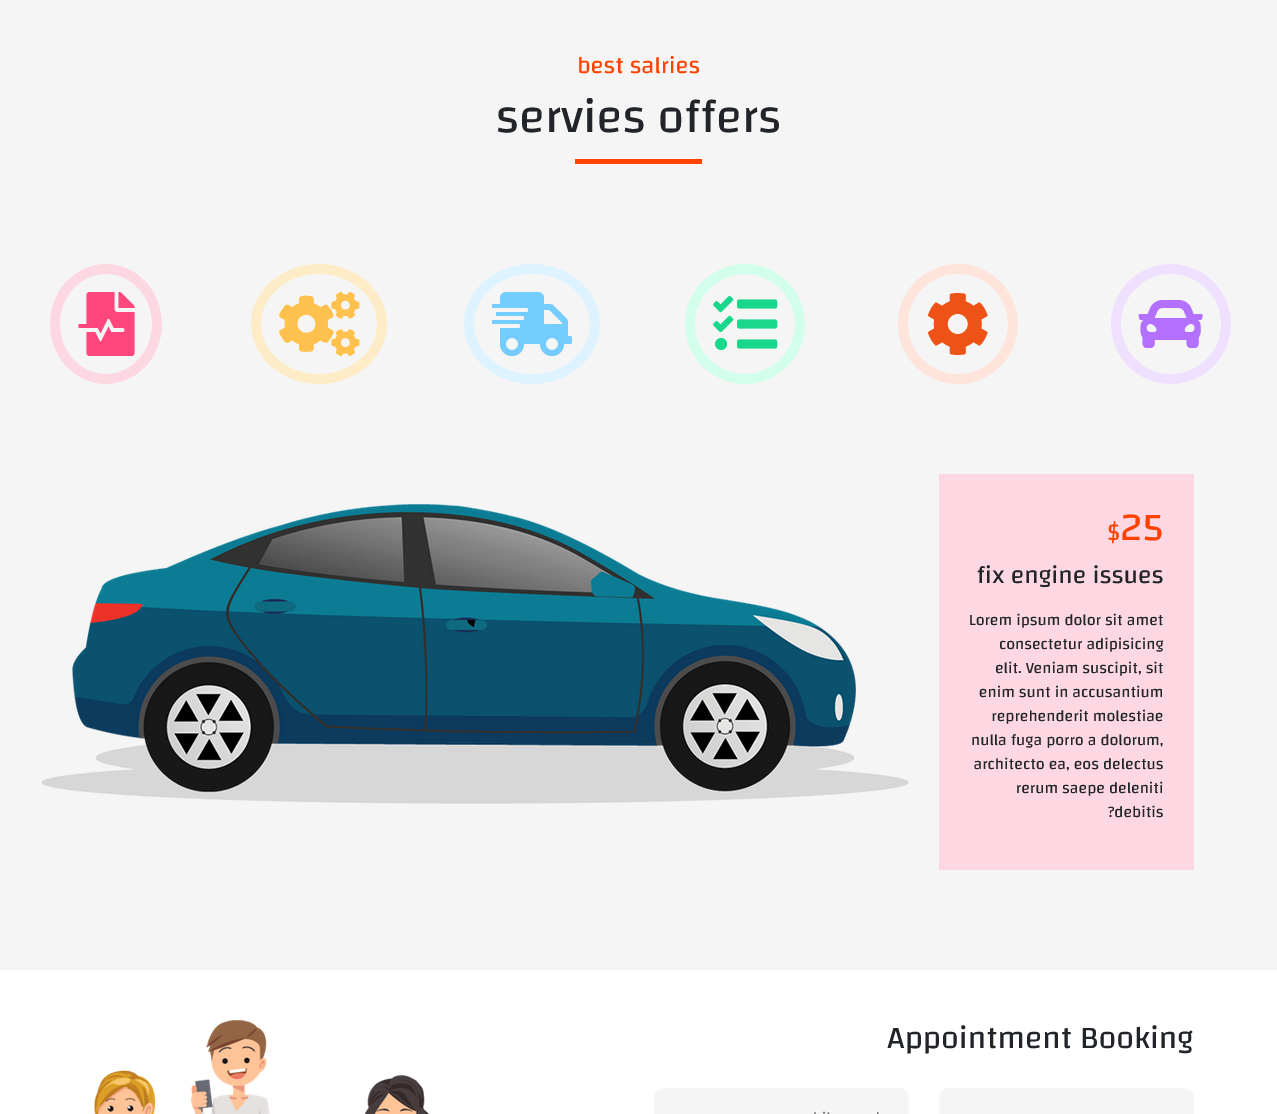 best salries
servies offers
$25
fix engine issues
Lorem ipsum dolor sit amet
consectetur adipisicing
elit. Veniam suscipit, sit
enim sunt in accusantium
reprehenderit molestiae
nulla fuga porro a dolorum,
architecto ea, eos delectus
rerum saepe deleniti
?debitis
Appointment Booking